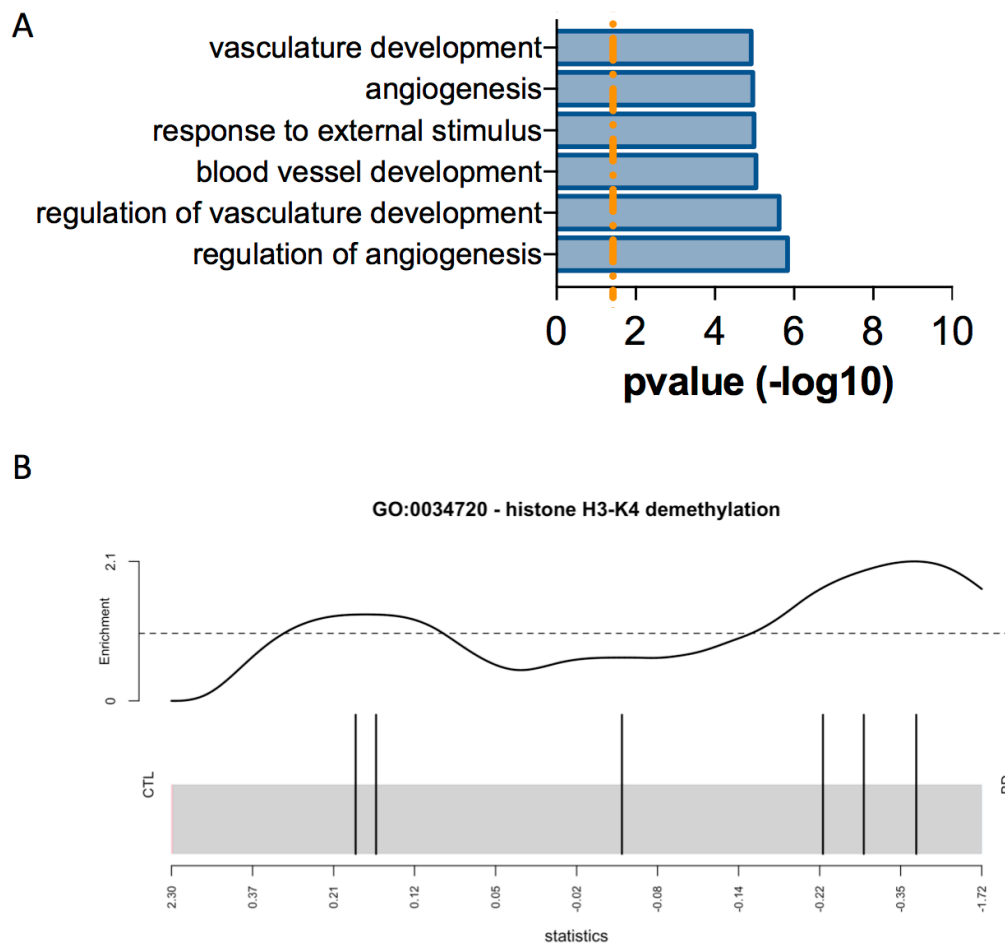 A
vasculature development
angiogenesis
response to external stimulus
blood vessel development
regulation of vasculature development
regulation of angiogenesis
0 2 4 6 8 10
pvalue (-log10)
B
GO:0034720 - histone H3-K4 demethylation
2.1
Enrichment
0
CTL
2.30 0.37 0.21 0.12 0.05 -0.02 -0.08 -0.14 -0.22 -0.35 -1.72
statistics